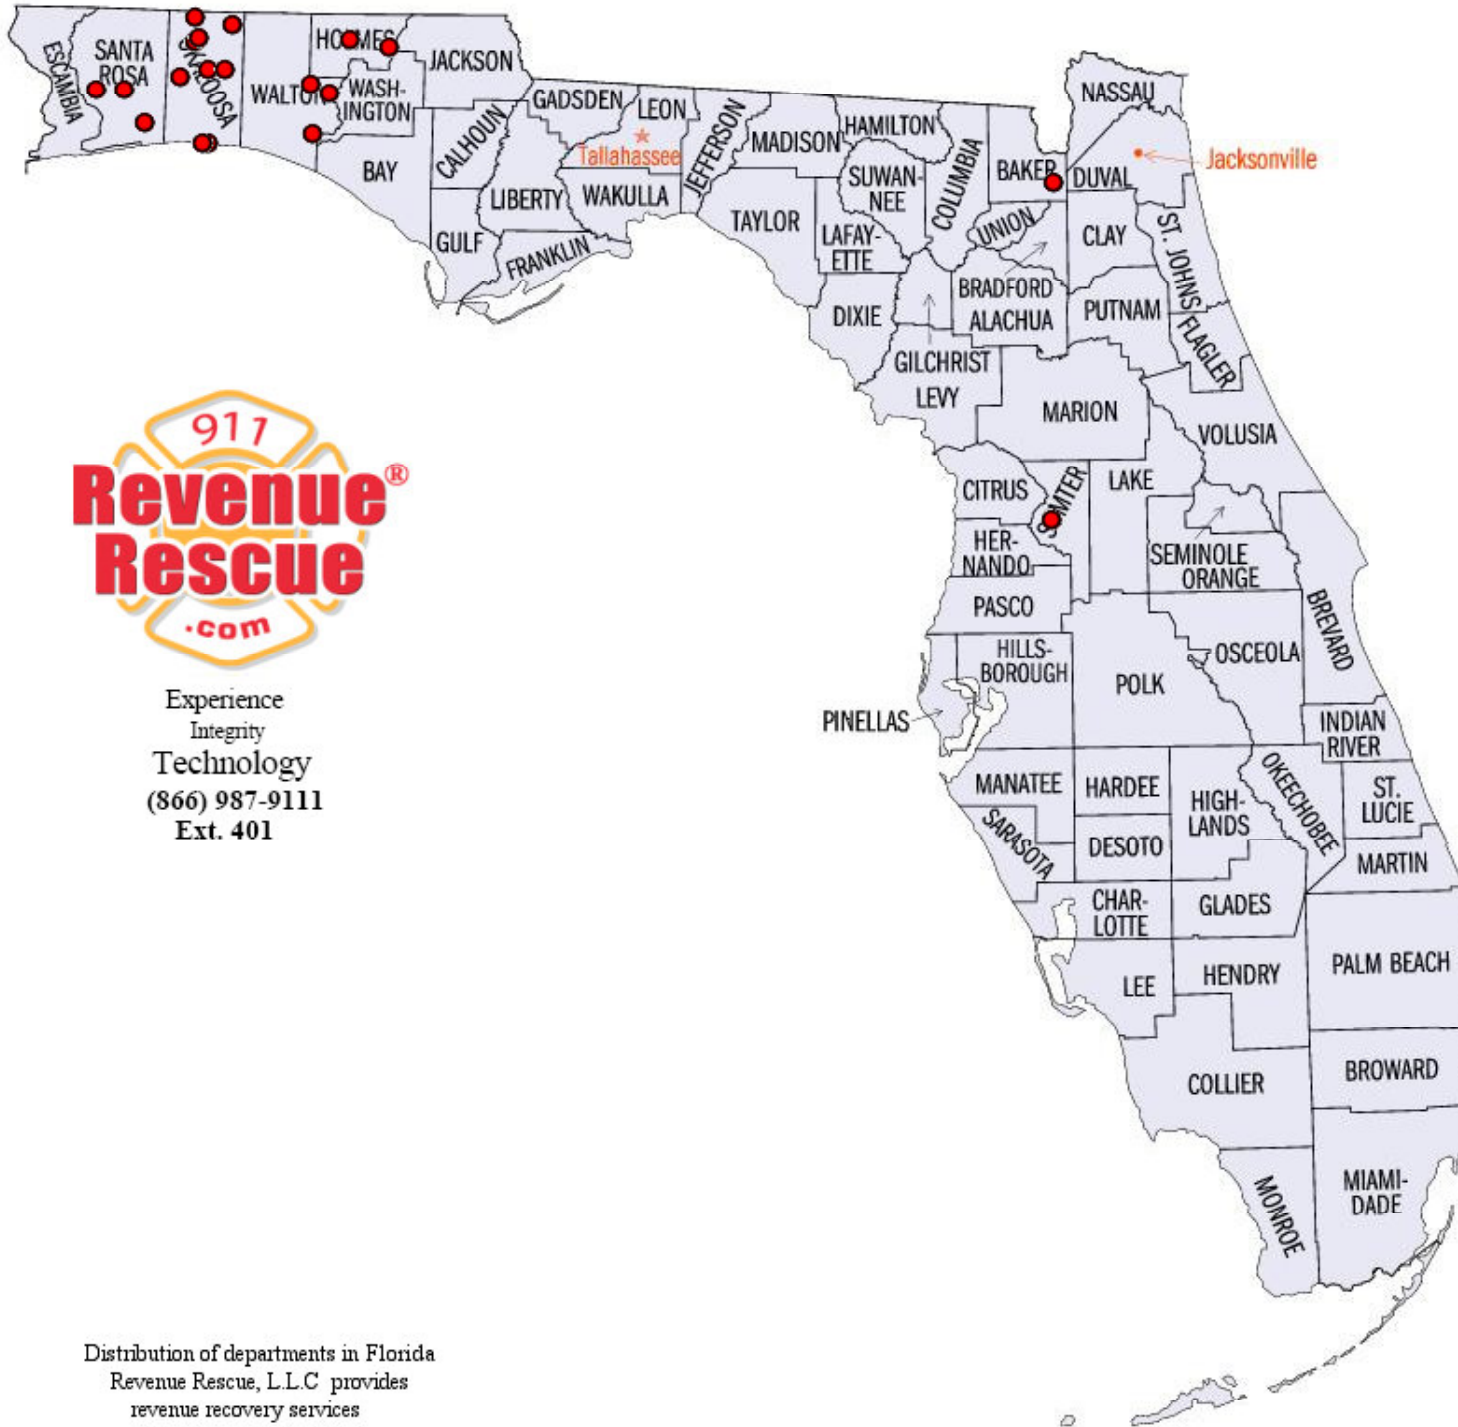 ESCAMBIA
SANTA
ROSA
OKALOOSA
WALTON
HOLMES
WASH-
INGTON
JACKSON
BAY
CALHOUN
GULF
GADSDEN
LIBERTY
FRANKLIN
LEON
Tallahassee
WAKULLA
JEFFERSON
MADISON
TAYLOR
HAMILTON
SUWAN-
NEE
LAFAY-
ETTE
DIXIE
COLUMBIA
BAKER
NASSAU
DUVAL
Jacksonville
UNION
CLAY
ST. JOHNS
BRADFORD
ALACHUA
PUTNAM
FLAGLER
GILCHRIST
LEVY
MARION
VOLUSIA
CITRUS
SUMTER
LAKE
HER-
NANDO
SEMINOLE
ORANGE
PASCO
BREVARD
HILLS-
BOROUGH
POLK
OSCEOLA
PINELLAS
INDIAN
RIVER
MANATEE
HARDEE
HIGH-
LANDS
OKEECHOBEE
ST.
LUCIE
SARASOTA
DESOTO
MARTIN
CHAR-
LOTTE
GLADES
LEE
HENDRY
PALM BEACH
COLLIER
BROWARD
MONROE
MIAMI-
DADE
911
Revenue®
Rescue
.com
Experience
Integrity
Technology
(866) 987-9111
Ext. 401
Distribution of departments in Florida
Revenue Rescue, L.L.C provides
revenue recovery services